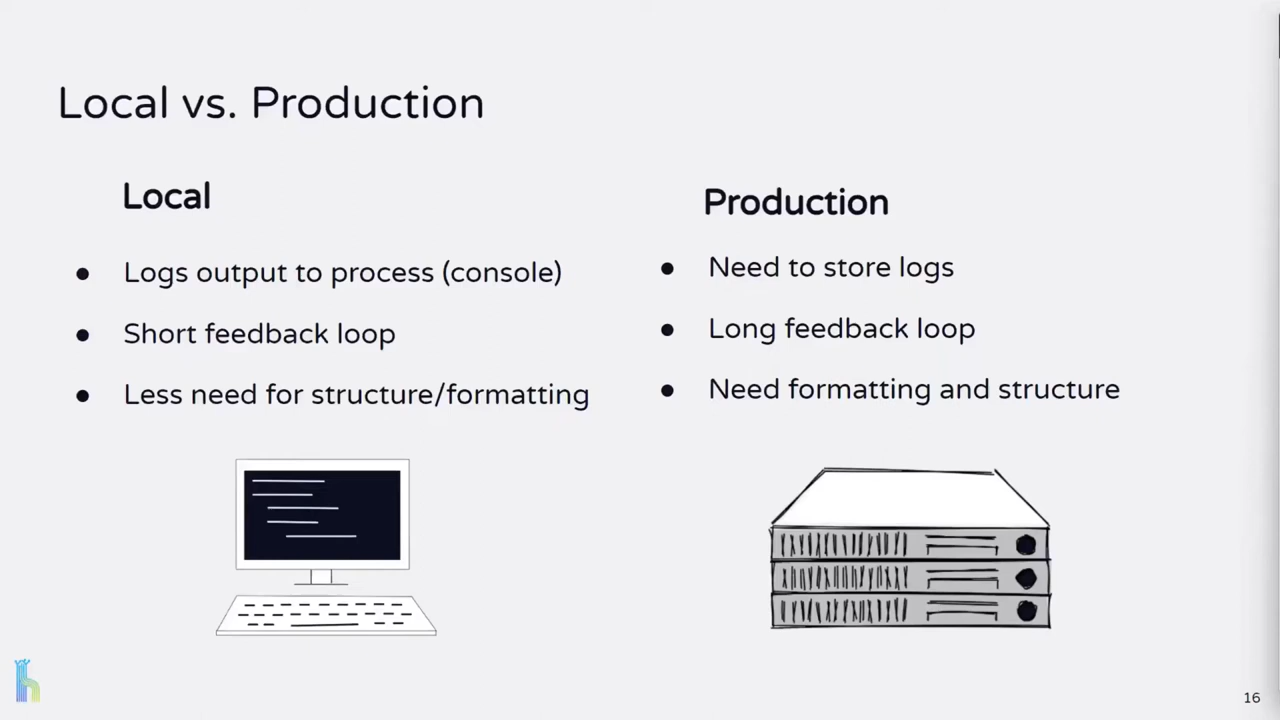 Local vs. Production
Local
● Logs output to process (console)
● Short feedback loop
● Less need for structure/formatting
Production
● Need to store logs
● Long feedback loop
● Need formatting and structure
16